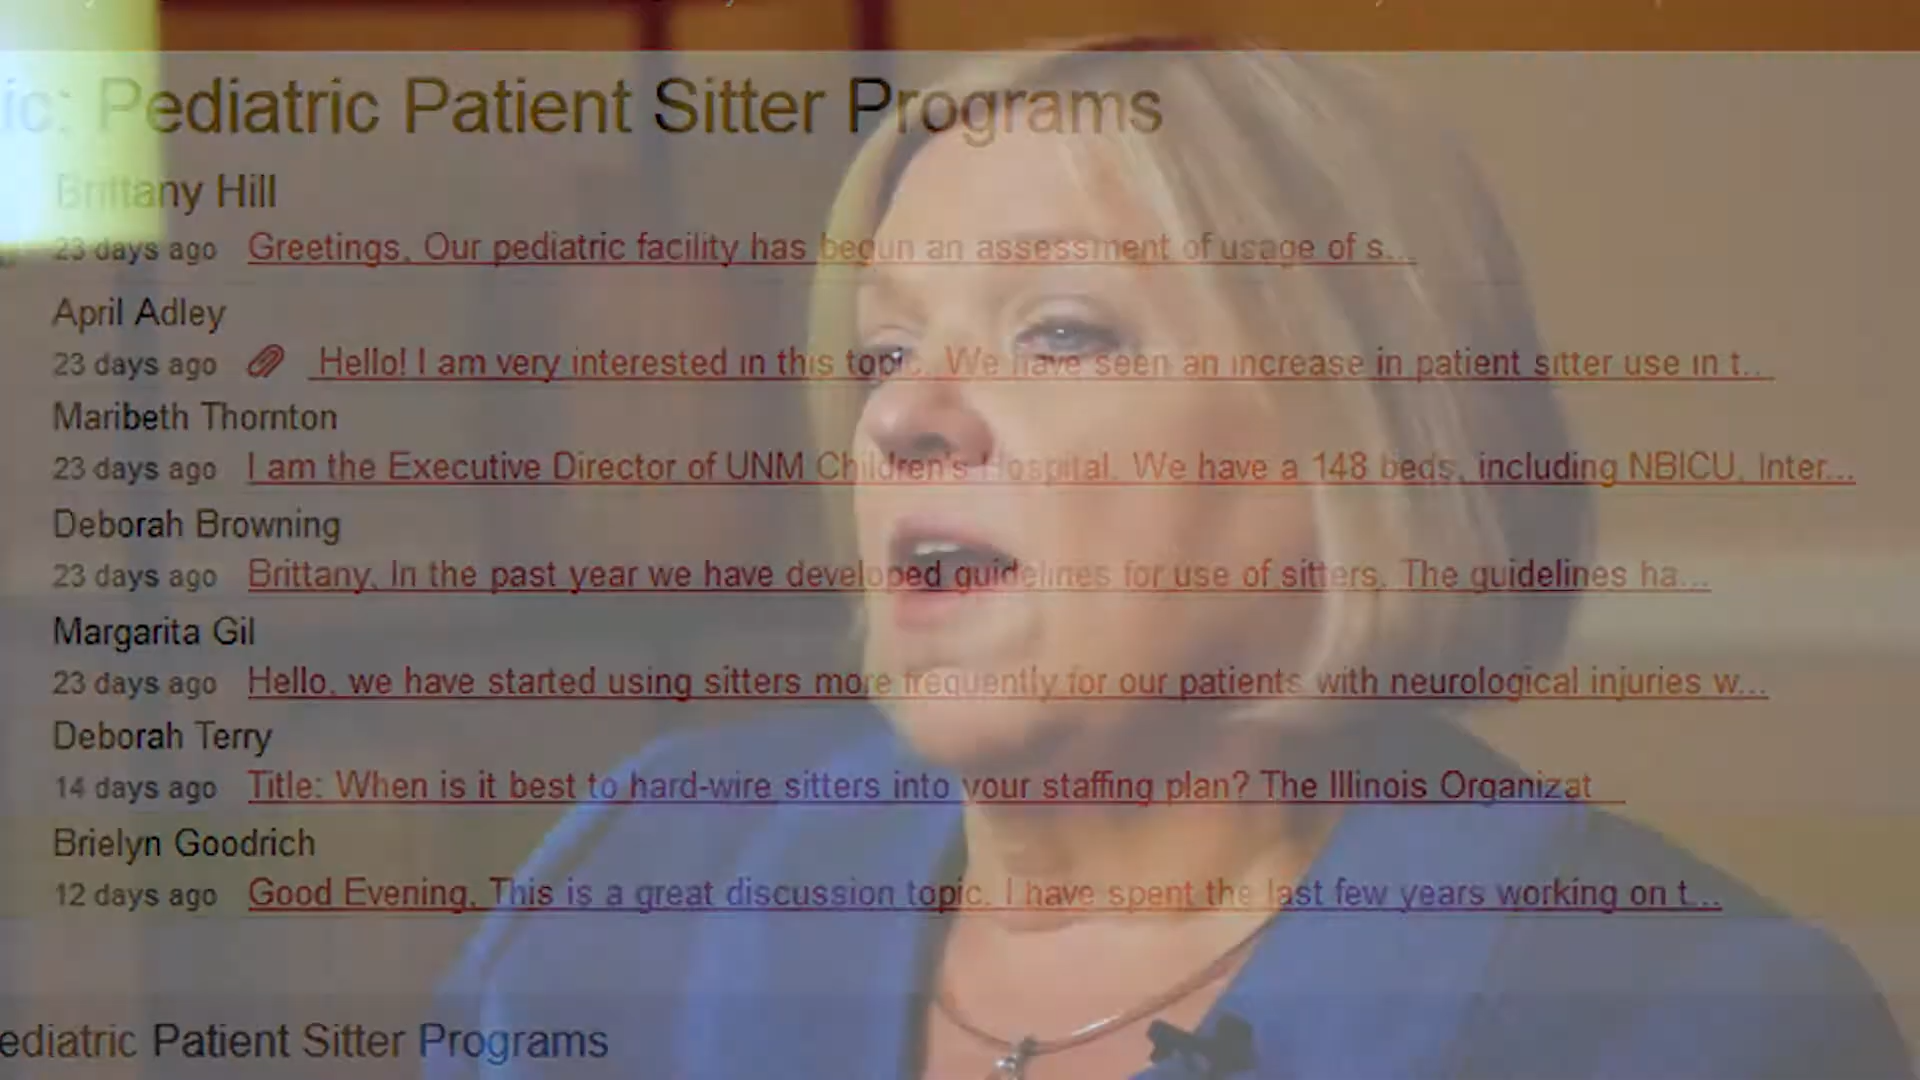 ic: Pediatric Patient Sitter Programs
Brittany Hill
23 days ago Greetings, Our pediatric facility has begun an assessment of usage of s...
April Adley
23 days ago Hello! I am very interested in this topic. We have seen an increase in patient sitter use in t...
Maribeth Thornton
23 days ago I am the Executive Director of UNM Children's Hospital. We have a 148 beds, including NBICU, Inter...
Deborah Browning
23 days ago Brittany, In the past year we have developed guidelines for use of sitters. The guidelines ha...
Margarita Gil
23 days ago Hello, we have started using sitters more frequently for our patients with neurological injuries w...
Deborah Terry
14 days ago Title: When is it best to hard-wire sitters into your staffing plan? The Illinois Organizat
Brielyn Goodrich
12 days ago Good Evening, This is a great discussion topic. I have spent the last few years working on t...
ediatric Patient Sitter Programs